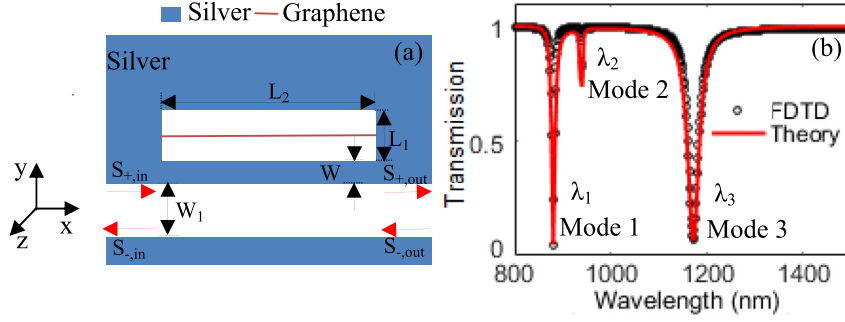 Silver Graphene
Silver
(a)
L2
L1
W
S+,in
S+,out
W1
S-,in
S-,out
y
x
z
(b)
1
0.5
0
Transmission
λ2
Mode 2
FDTD
Theory
λ1
Mode 1
λ3
Mode 3
800 1000 1200 1400
Wavelength (nm)